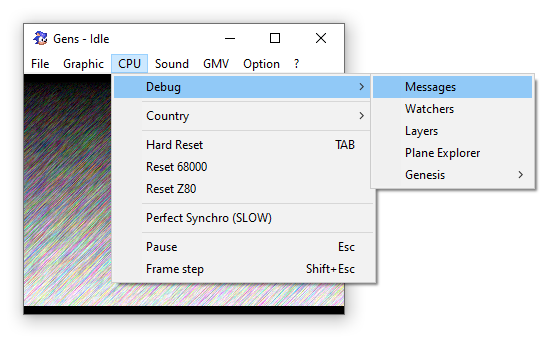 Gens - Idle
File Graphic CPU Sound GMV Option ?
Debug
Country
Hard Reset TAB
Reset 68000
Reset Z80
Perfect Synchro (SLOW)
Pause Esc
Frame step Shift+Esc
Messages
Watchers
Layers
Plane Explorer
Genesis